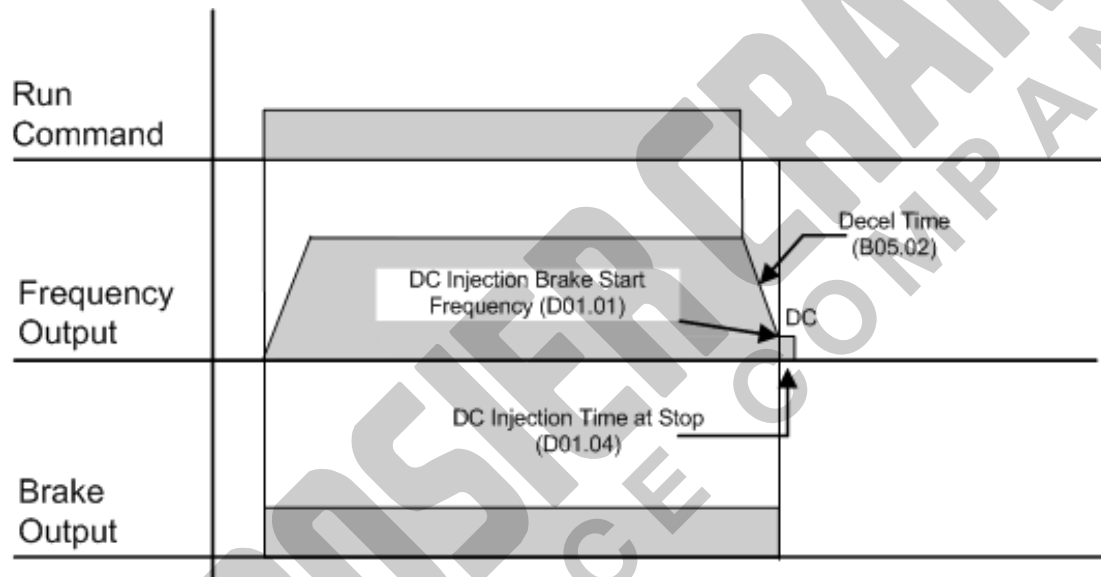 Run
Command
Decel Time
(B05.02)
DC Injection Brake Start
Frequency (D01.01)
Frequency
Output
DC
DC Injection Time at Stop
(D01.04)
Brake
Output